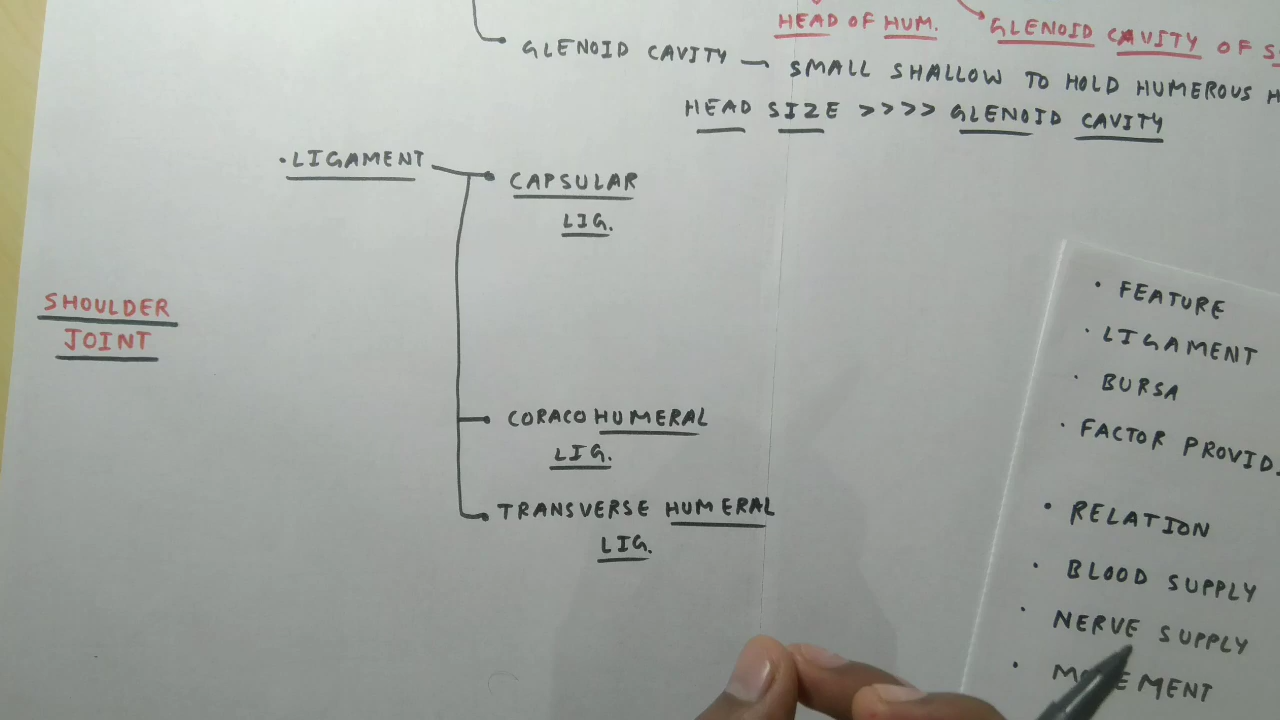 HEAD OF HUM.
GLENOID CAVITY OF
GLENOID CAVITY — SMALL SHALLOW TO HOLD HUMEROUS
HEAD SIZE >>>> GLENOID CAVITY
• LIGAMENT
CAPSULAR
LIG.
SHOULDER
JOINT
CORACOHUMERAL
LIG.
TRANSVERSE HUMERAL
LIG.
• FEATURE
• LIGAMENT
• BURSA
• FACTOR PROVID
• RELATION
• BLOOD SUPPLY
• NERVE SUPPLY
• MOVEMENT